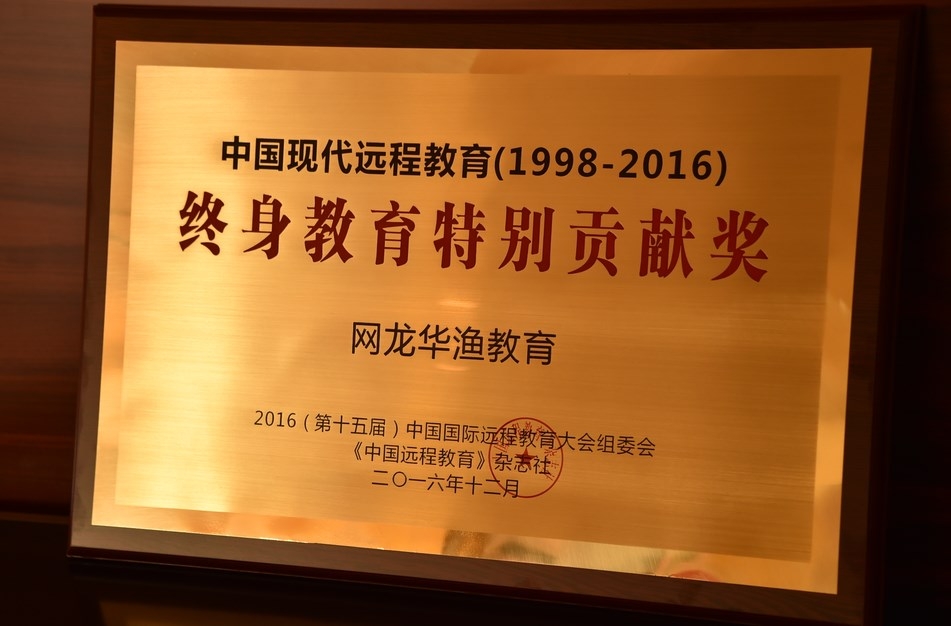 中国现代远程教育(1998-2016)
终身教育特别贡献奖
网龙华渔教育
2016（第十五届）中国国际远程教育大会组委会
《中国远程教育》杂志社
二〇一六年十二月